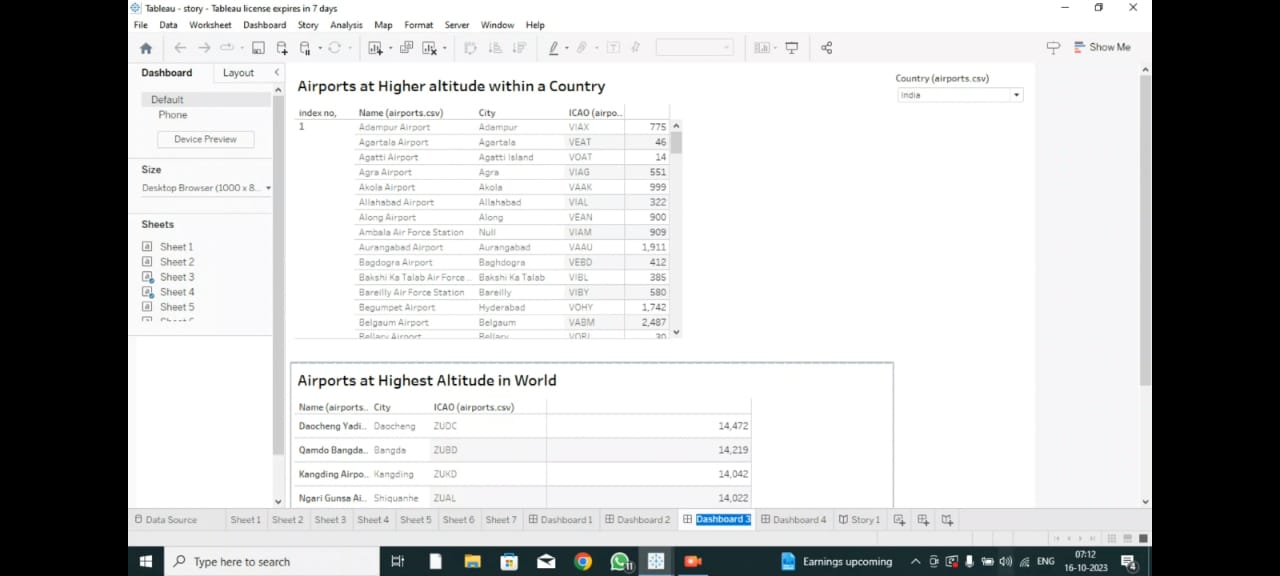 Tableau - story - Tableau license expires in 7 days
File Data Worksheet Dashboard Story Analysis Map Format Server Window Help
Show Me
Dashboard Layout
Default
Phone
Device Preview
Size
Desktop Browser (1000 x 8...
Sheets
Sheet 1
Sheet 2
Sheet 3
Sheet 4
Sheet 5
Airports at Higher altitude within a Country
Country (airports.csv)
India
index no, Name (airports.csv) City ICAO (airpo..
1 Adampur Airport Adampur VIAX 775
Agartala Airport Agartala VEAT 46
Agatti Airport Agatti Island VOAT 14
Agra Airport Agra VIAG 551
Akola Airport Akola VAAK 999
Allahabad Airport Allahabad VIAL 322
Along Airport Along VEAN 900
Ambala Air Force Station Null VIAM 909
Aurangabad Airport Aurangabad VAAU 1,911
Bagdogra Airport Baghdogra VEBD 412
Bakshi Ka Talab Air Force .. Bakshi Ka Talab VIBL 385
Bareilly Air Force Station Bareilly VIBY 580
Begumpet Airport Hyderabad VOHY 1,742
Belgaum Airport Belgaum VABM 2,487
Bellary Airport Bellary 30
Airports at Highest Altitude in World
Name (airports.. City ICAO (airports.csv)
Daocheng Yadi.. Daocheng ZUDC 14,472
Qamdo Bangda.. Bangda ZUBD 14,219
Kangding Airpo.. Kangding ZUKD 14,042
Ngari Gunsa Ai.. Shiquanhe ZUAL 14,022
Data Source Sheet 1 Sheet 2 Sheet 3 Sheet 4 Sheet 5 Sheet 6 Sheet 7 Dashboard 1 Dashboard 2 Dashboard 3 Dashboard 4 Story 1
Type here to search
11
Earnings upcoming
ENG
07:12
16-10-2023
4